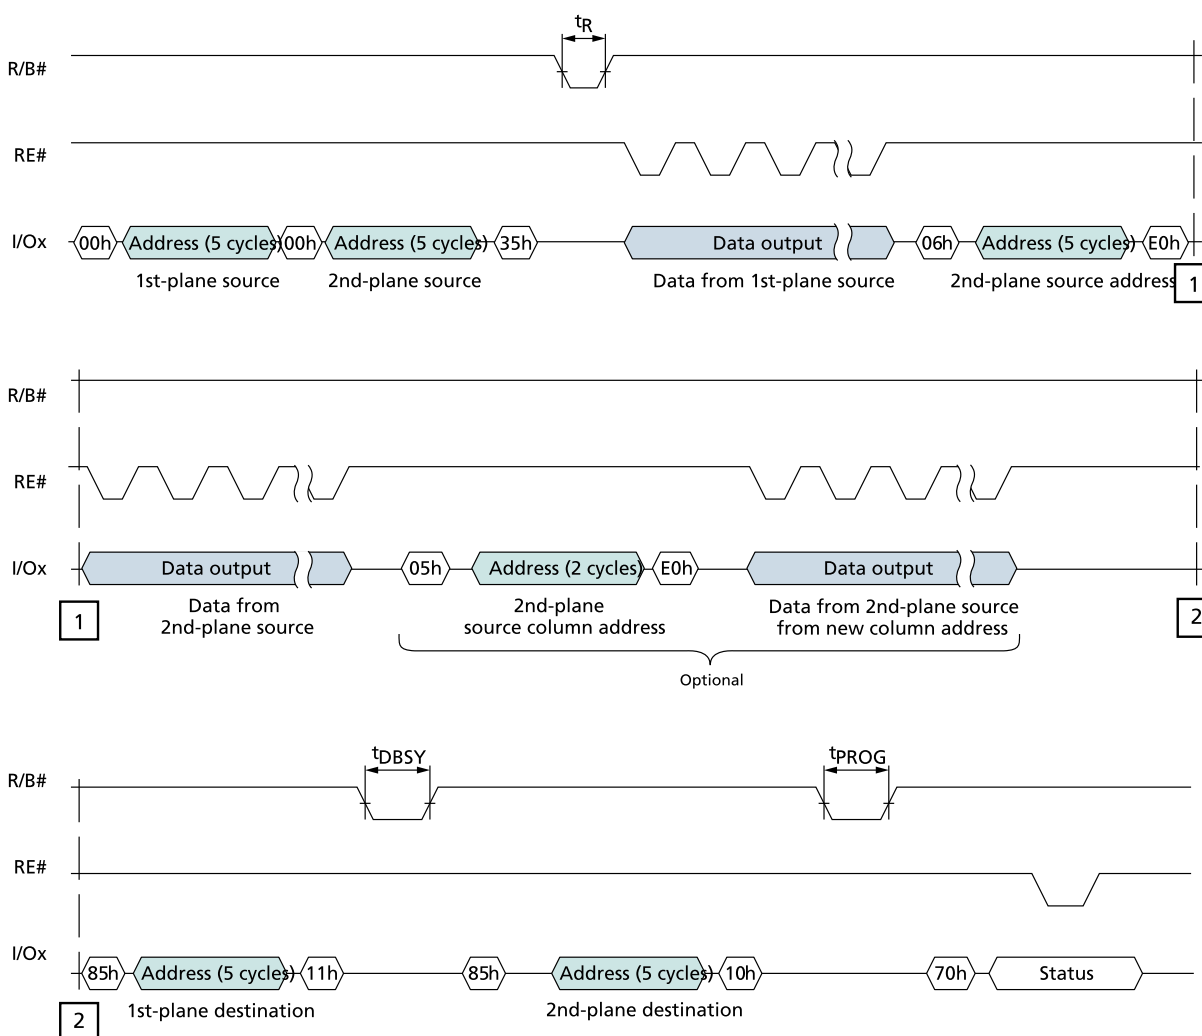 tR
R/B#
RE#
I/Ox 00h Address (5 cycles) 00h Address (5 cycles) 35h Data output 06h Address (5 cycles) E0h
1st-plane source 2nd-plane source Data from 1st-plane source 2nd-plane source address 1
R/B#
RE#
I/Ox Data output 05h Address (2 cycles) E0h Data output
1 Data from 2nd-plane Data from 2nd-plane source 2
2nd-plane source source column address from new column address
Optional
tDBSY tPROG
R/B#
RE#
I/Ox
85h Address (5 cycles) 11h 85h Address (5 cycles) 10h 70h Status
2 1st-plane destination 2nd-plane destination